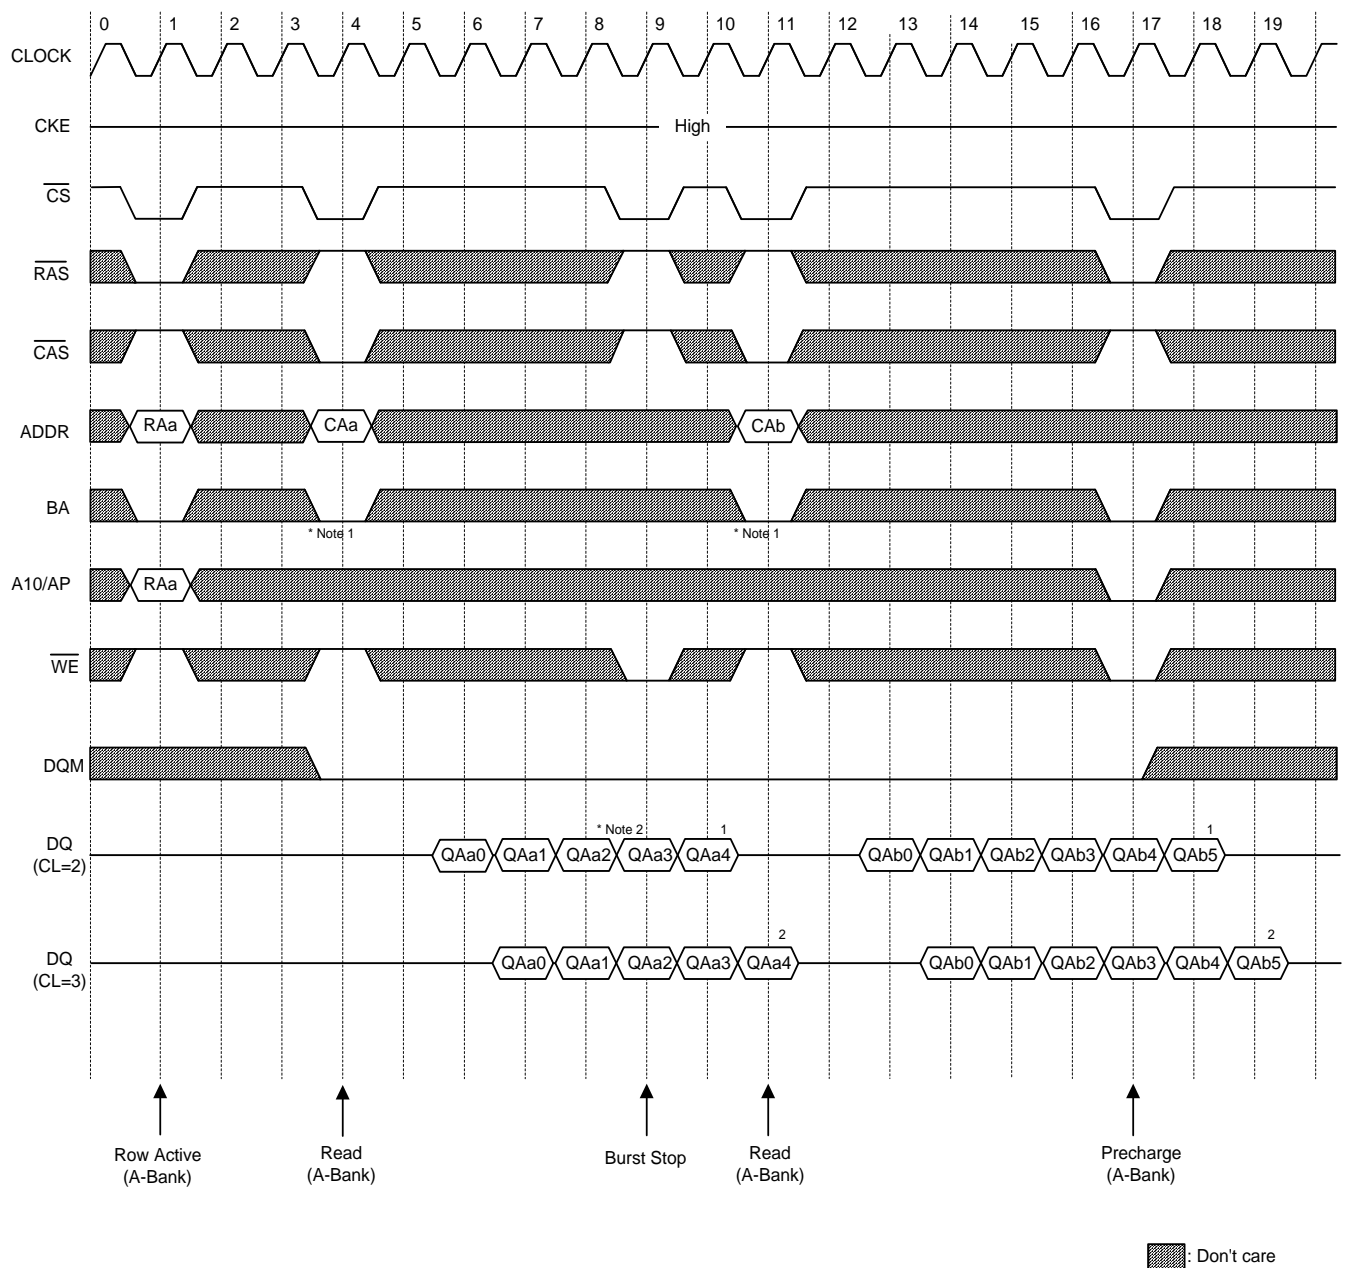 0 1 2 3 4 5 6 7 8 9 10 11 12 13 14 15 16 17 18 19
CLOCK
CKE High
CS
RAS
CAS
ADDR RAa CAa CAb
BA
* Note 1 * Note 1
A10/AP RAa
WE
DQM
* Note 2 1 1
DQ
(CL=2) QAa0 QAa1 QAa2 QAa3 QAa4 QAb0 QAb1 QAb2 QAb3 QAb4 QAb5
2 2
DQ
(CL=3) QAa0 QAa1 QAa2 QAa3 QAa4 QAb0 QAb1 QAb2 QAb3 QAb4 QAb5
Row Active
(A-Bank)
Read
(A-Bank)
Burst Stop
Read
(A-Bank)
Precharge
(A-Bank)
: Don't care